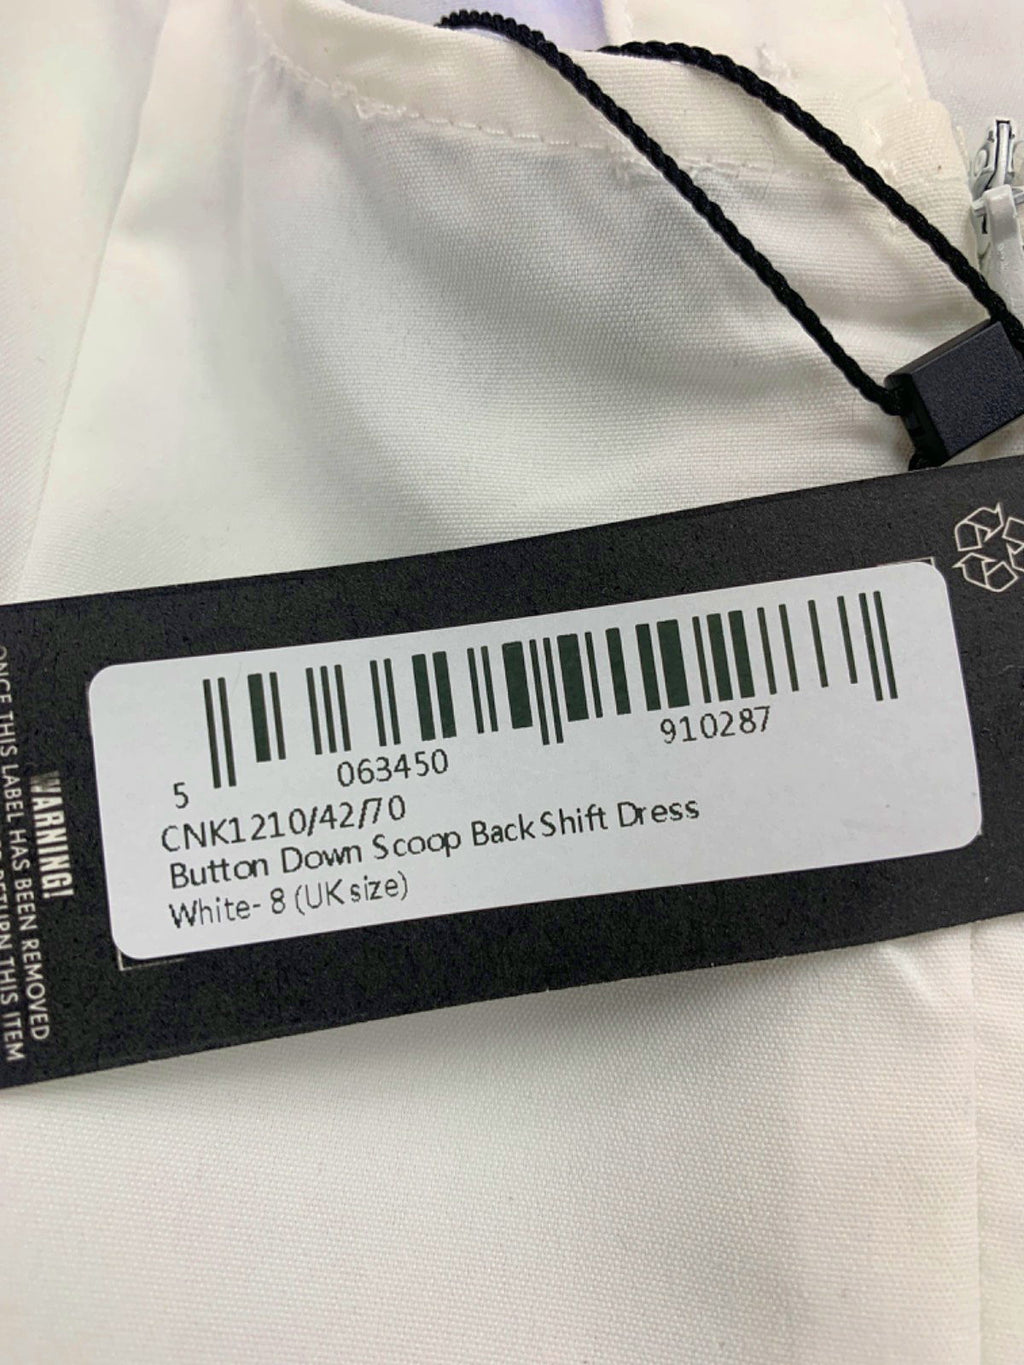 5 063450 910287
CNK1210/42/70
Button Down Scoop Back Shift Dress
White- 8 (UK size)
WARNING!
ONCE THIS LABEL HAS BEEN REMOVED
RETURN THIS ITEM